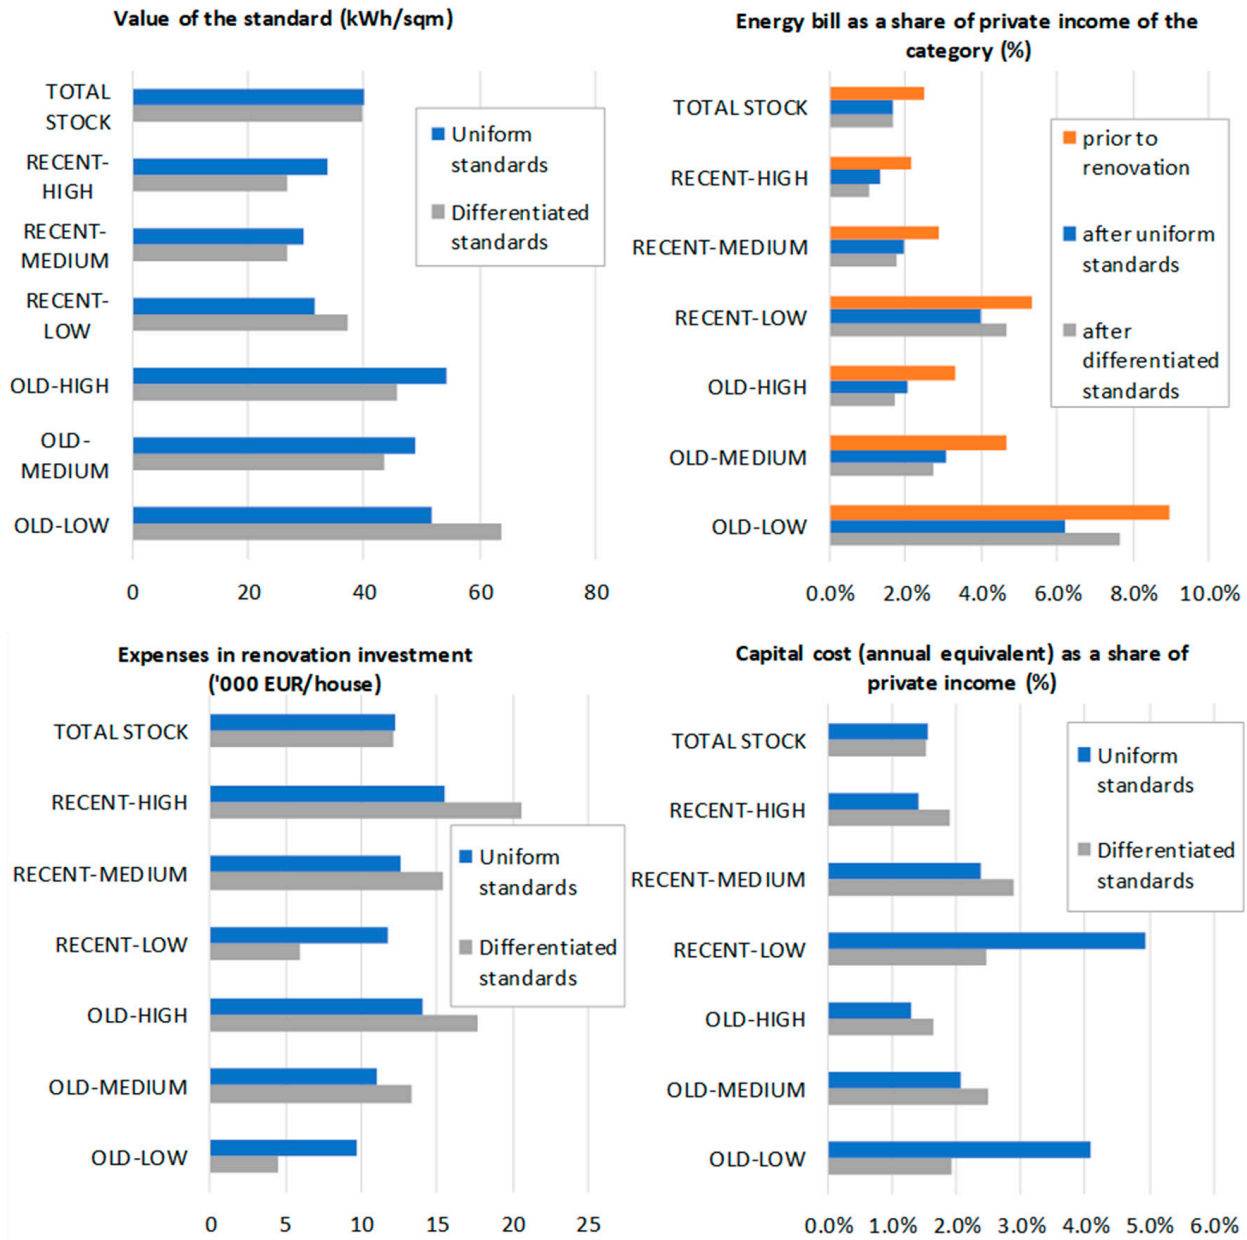 Value of the standard (kWh/sqm)
TOTAL
STOCK
RECENT-
HIGH
RECENT-
MEDIUM
RECENT-
LOW
OLD-HIGH
OLD-
MEDIUM
OLD-LOW
0 20 40 60 80
Uniform
standards
Differentiated
standards
Energy bill as a share of private income of the
category (%)
TOTAL STOCK
RECENT-HIGH
RECENT-MEDIUM
RECENT-LOW
OLD-HIGH
OLD-MEDIUM
OLD-LOW
0.0% 2.0% 4.0% 6.0% 8.0% 10.0%
prior to
renovation
after uniform
standards
after
differentiated
standards
Expenses in renovation investment
('000 EUR/house)
TOTAL STOCK
RECENT-HIGH
RECENT-MEDIUM
RECENT-LOW
OLD-HIGH
OLD-MEDIUM
OLD-LOW
0 5 10 15 20 25
Uniform
standards
Differentiated
standards
Capital cost (annual equivalent) as a share of
private income (%)
TOTAL STOCK
RECENT-HIGH
RECENT-MEDIUM
RECENT-LOW
OLD-HIGH
OLD-MEDIUM
OLD-LOW
0.0% 1.0% 2.0% 3.0% 4.0% 5.0% 6.0%
Uniform
standards
Differentiated
standards